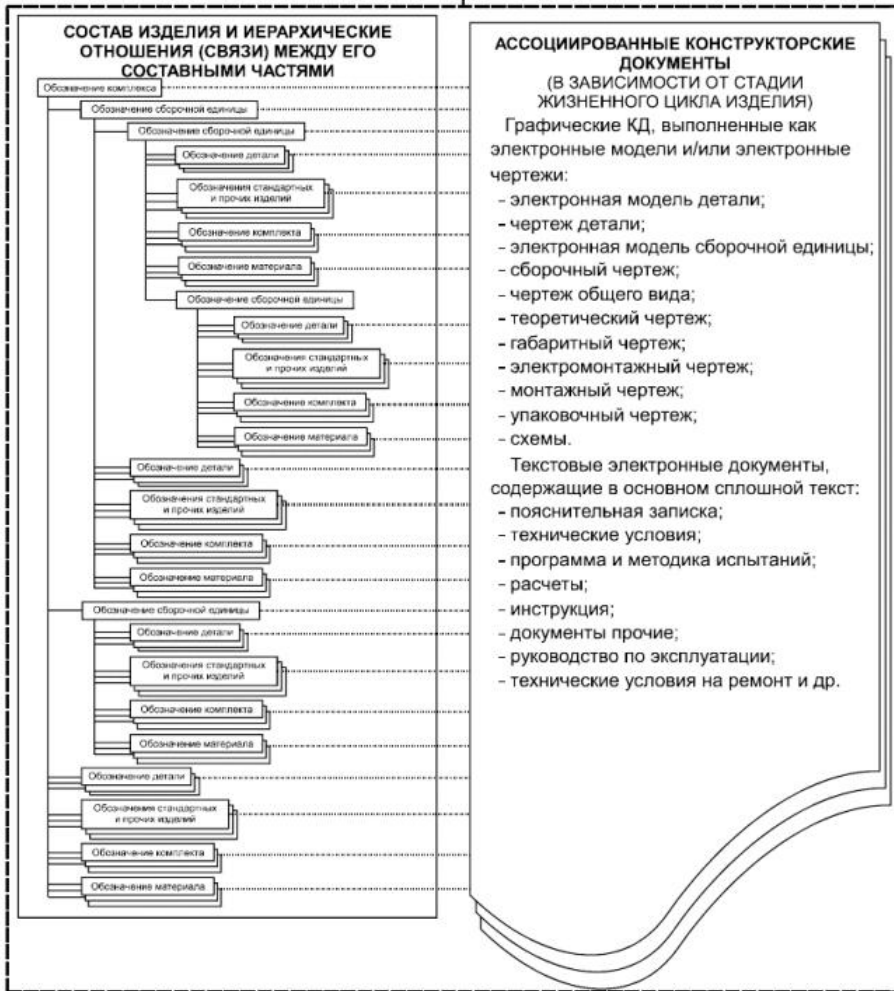 СОСТАВ ИЗДЕЛИЯ И ИЕРАРХИЧЕСКИЕ
ОТНОШЕНИЯ (СВЯЗИ) МЕЖДУ ЕГО
СОСТАВНЫМИ ЧАСТЯМИ
Обозначение комплекса
Обозначение сборочной единицы
Обозначение сборочной единицы
Обозначение детали
Обозначения стандартных
и прочих изделий
Обозначение комплекта
Обозначение материала
Обозначение сборочной единицы
Обозначение детали
Обозначения стандартных
и прочих изделий
Обозначение комплекта
Обозначение материала
Обозначение детали
Обозначения стандартных
и прочих изделий
Обозначение комплекта
Обозначение материала
Обозначение сборочной единицы
Обозначение детали
Обозначения стандартных
и прочих изделий
Обозначение комплекта
Обозначение материала
Обозначение детали
Обозначения стандартных
и прочих изделий
Обозначение комплекта
Обозначение материала
АССОЦИИРОВАННЫЕ КОНСТРУКТОРСКИЕ
ДОКУМЕНТЫ
(В ЗАВИСИМОСТИ ОТ СТАДИИ
ЖИЗНЕННОГО ЦИКЛА ИЗДЕЛИЯ)
Графические КД, выполненные как
электронные модели и/или электронные
чертежи:
- электронная модель детали;
- чертеж детали;
- электронная модель сборочной единицы;
- сборочный чертеж;
- чертеж общего вида;
- теоретический чертеж;
- габаритный чертеж;
- электромонтажный чертеж;
- монтажный чертеж;
- упаковочный чертеж;
- схемы.
Текстовые электронные документы,
содержащие в основном сплошной текст:
- пояснительная записка;
- технические условия;
- программа и методика испытаний;
- расчеты;
- инструкция;
- документы прочие;
- руководство по эксплуатации;
- технические условия на ремонт и др.